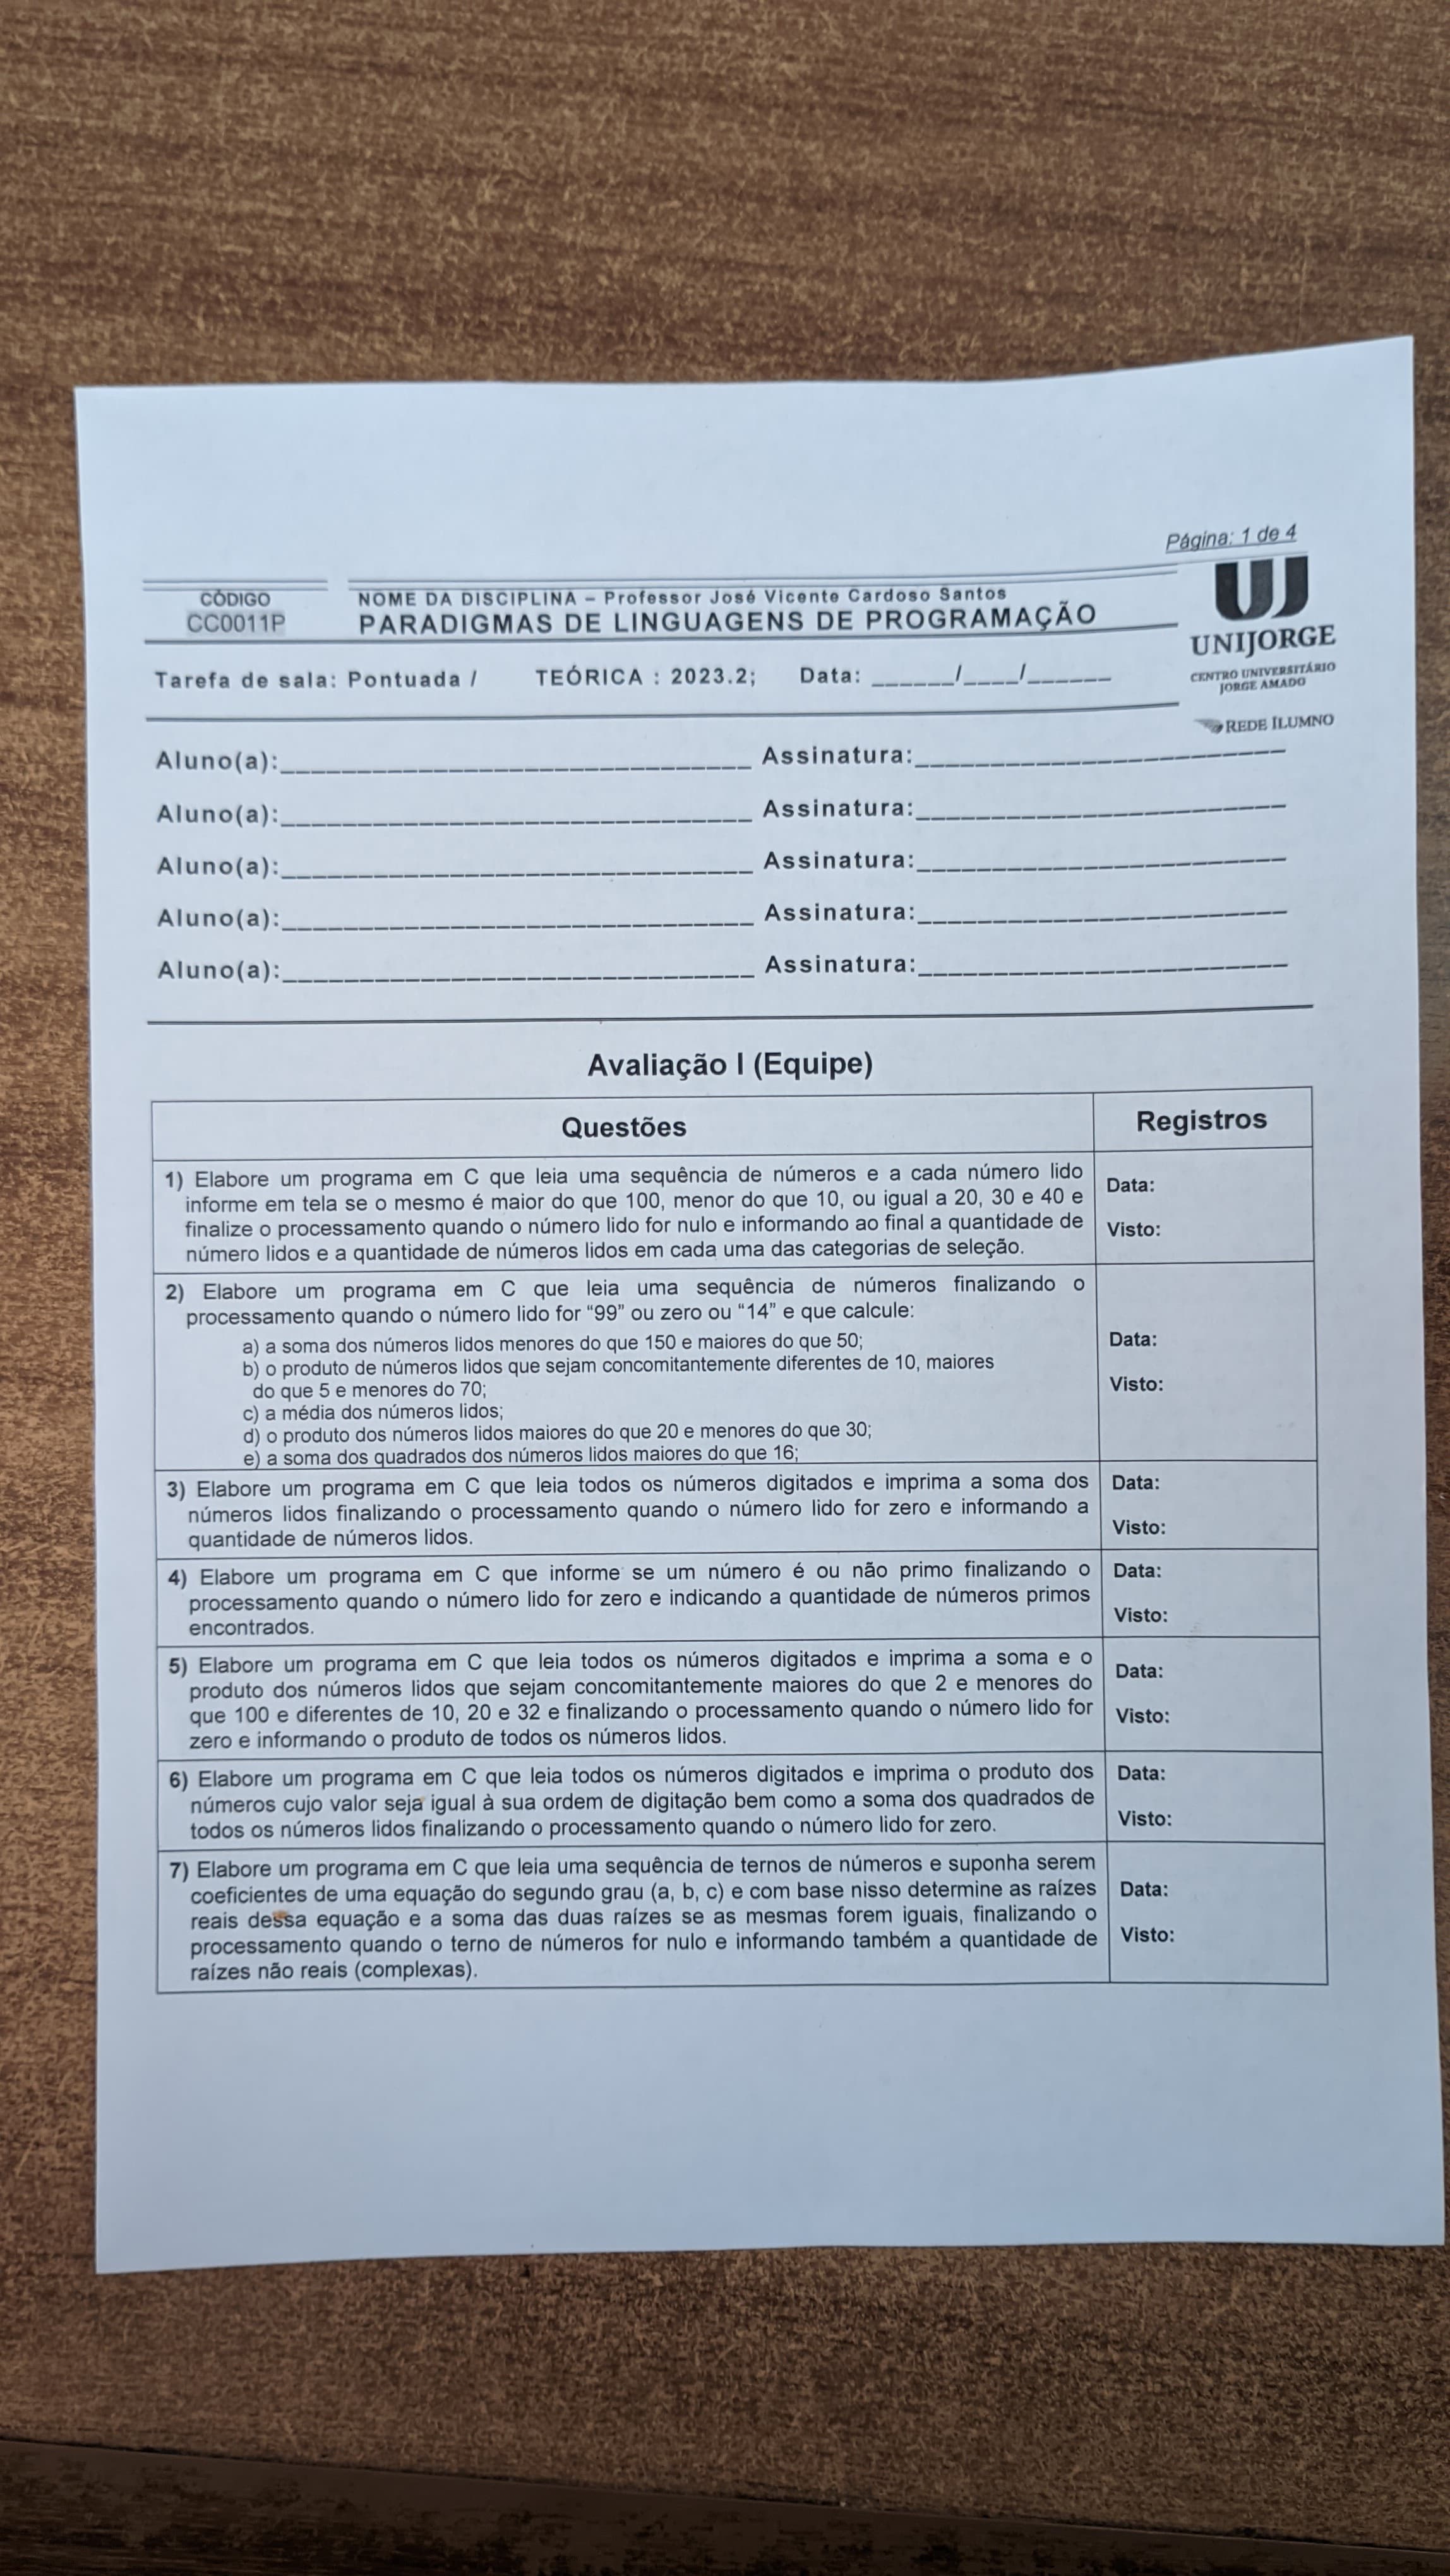 Página: 1 de 4
CÓDIGO
CC0011P
NOME DA DISCIPLINA – Professor José Vicente Cardoso Santos
PARADIGMAS DE LINGUAGENS DE PROGRAMAÇÃO
UNIJORGE
CENTRO UNIVERSITÁRIO
JORGE AMADO
REDE ILUMNO
Tarefa de sala: Pontuada / TEÓRICA : 2023.2; Data: ______/____/______
Aluno(a):_______________________________ Assinatura:_________________________
Aluno(a):_______________________________ Assinatura:_________________________
Aluno(a):_______________________________ Assinatura:_________________________
Aluno(a):_______________________________ Assinatura:_________________________
Aluno(a):_______________________________ Assinatura:_________________________
Avaliação I (Equipe)
Questões
Registros
1) Elabore um programa em C que leia uma sequência de números e a cada número lido
informe em tela se o mesmo é maior do que 100, menor do que 10, ou igual a 20, 30 e 40 e
finalize o processamento quando o número lido for nulo e informando ao final a quantidade de
número lidos e a quantidade de números lidos em cada uma das categorias de seleção.
Data:
Visto:
2) Elabore um programa em C que leia uma sequência de números finalizando o
processamento quando o número lido for “99” ou zero ou “14” e que calcule:
a) a soma dos números lidos menores do que 150 e maiores do que 50;
b) o produto de números lidos que sejam concomitantemente diferentes de 10, maiores
do que 5 e menores do 70;
c) a média dos números lidos;
d) o produto dos números lidos maiores do que 20 e menores do que 30;
e) a soma dos quadrados dos números lidos maiores do que 16;
Data:
Visto:
3) Elabore um programa em C que leia todos os números digitados e imprima a soma dos
números lidos finalizando o processamento quando o número lido for zero e informando a
quantidade de números lidos.
Data:
Visto:
4) Elabore um programa em C que informe se um número é ou não primo finalizando o
processamento quando o número lido for zero e indicando a quantidade de números primos
encontrados.
Data:
Visto:
5) Elabore um programa em C que leia todos os números digitados e imprima a soma e o
produto dos números lidos que sejam concomitantemente maiores do que 2 e menores do
que 100 e diferentes de 10, 20 e 32 e finalizando o processamento quando o número lido for
zero e informando o produto de todos os números lidos.
Data:
Visto:
6) Elabore um programa em C que leia todos os números digitados e imprima o produto dos
números cujo valor seja igual à sua ordem de digitação bem como a soma dos quadrados de
todos os números lidos finalizando o processamento quando o número lido for zero.
Data:
Visto:
7) Elabore um programa em C que leia uma sequência de ternos de números e suponha serem
coeficientes de uma equação do segundo grau (a, b, c) e com base nisso determine as raízes
reais dessa equação e a soma das duas raízes se as mesmas forem iguais, finalizando o
processamento quando o terno de números for nulo e informando também a quantidade de
raízes não reais (complexas).
Data:
Visto: